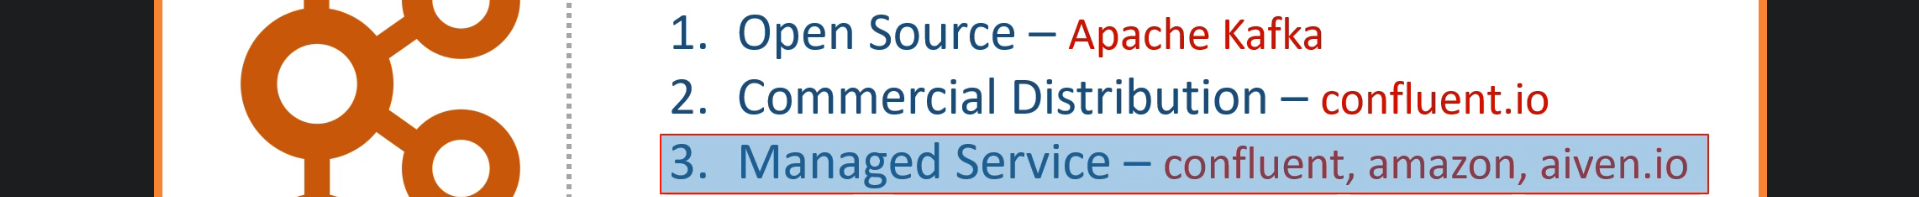 1. Open Source – Apache Kafka
2. Commercial Distribution – confluent.io
3. Managed Service – confluent, amazon, aiven.io